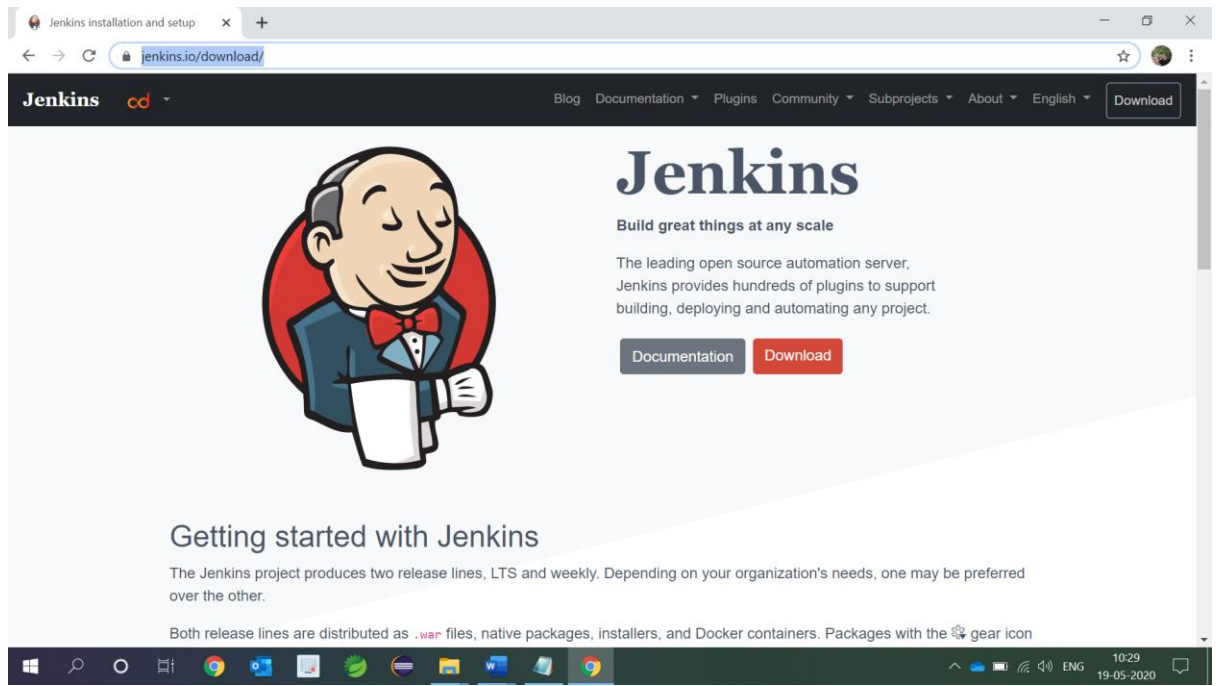 Jenkins installation and setup
jenkins.io/download/
Jenkins cd Blog Documentation Plugins Community Subprojects About English Download
Jenkins
Build great things at any scale
The leading open source automation server,
Jenkins provides hundreds of plugins to support
building, deploying and automating any project.
Documentation Download
Getting started with Jenkins
The Jenkins project produces two release lines, LTS and weekly. Depending on your organization's needs, one may be preferred
over the other.
Both release lines are distributed as .war files, native packages, installers, and Docker containers. Packages with the gear icon
ENG
10:29
19-05-2020